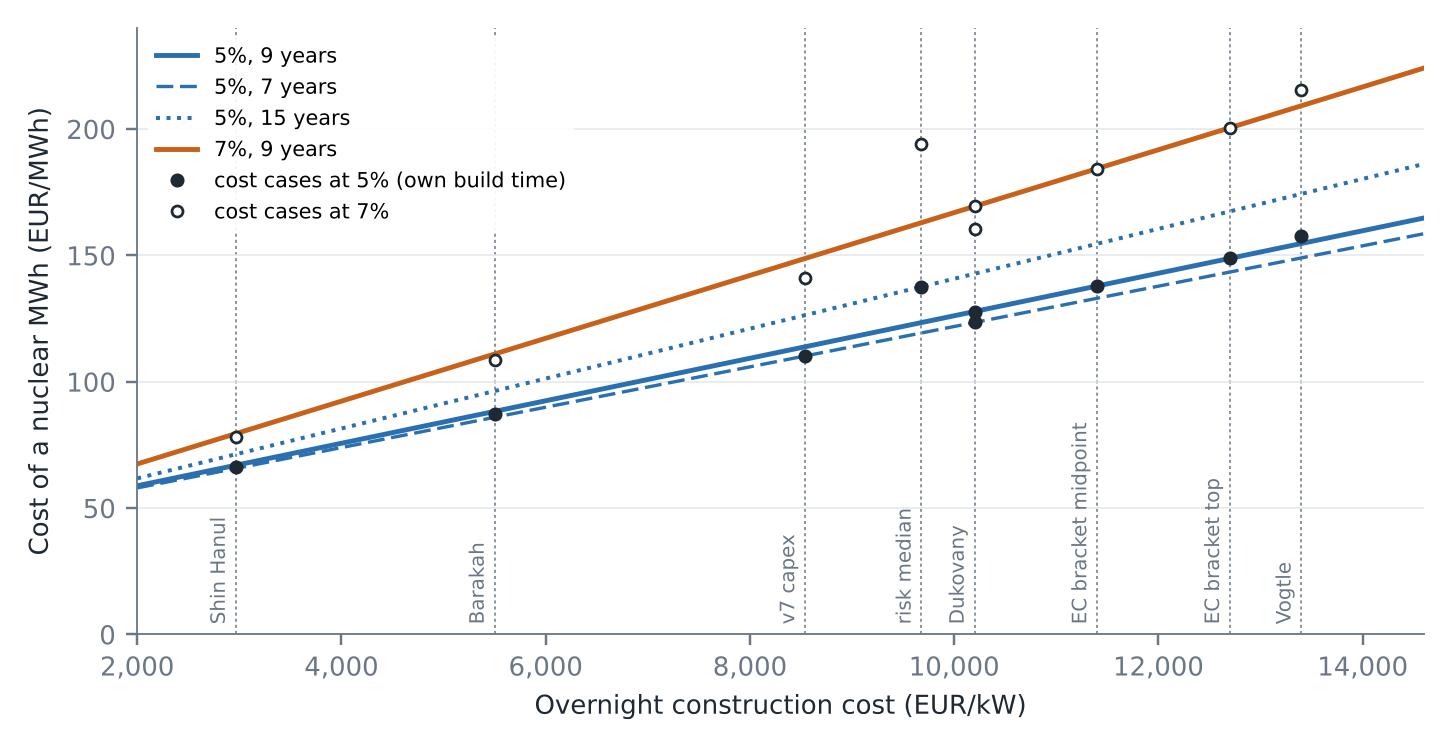 5%, 9 years
5%, 7 years
5%, 15 years
7%, 9 years
cost cases at 5% (own build time)
cost cases at 7%
Cost of a nuclear MWh (EUR/MWh)
200
150
100
50
0
Shin Hanul
Barakah
v7 capex
risk median
Dukovany
EC bracket midpoint
EC bracket top
Vogtle
2,000
4,000
6,000
8,000
10,000
12,000
14,000
Overnight construction cost (EUR/kW)